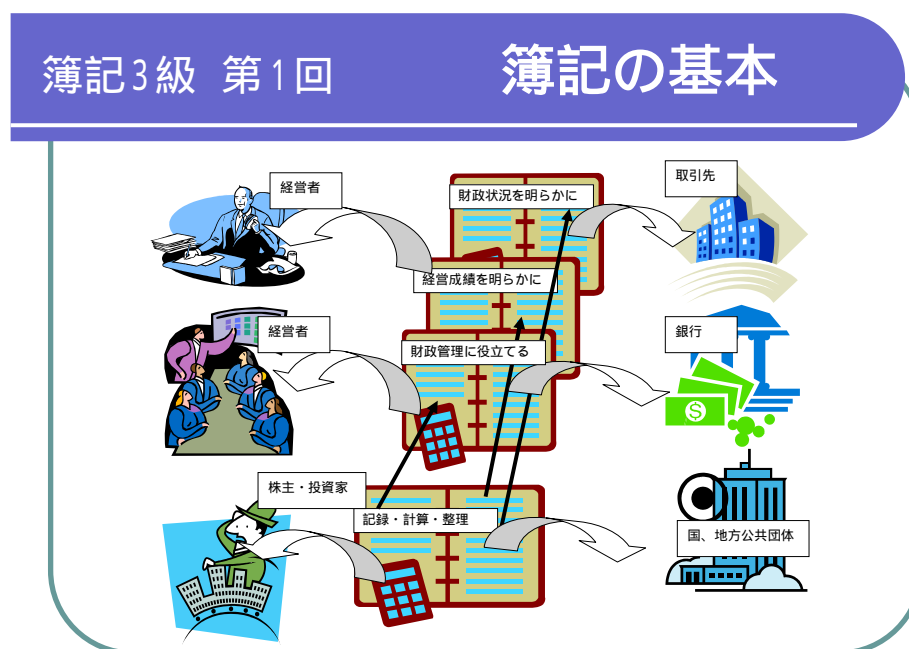 簿記3級 第1回 簿記の基本
経営者
財政状況を明らかに
取引先
経営成績を明らかに
経営者
財政管理に役立てる
銀行
株主・投資家
記録・計算・整理
国、地方公共団体
$